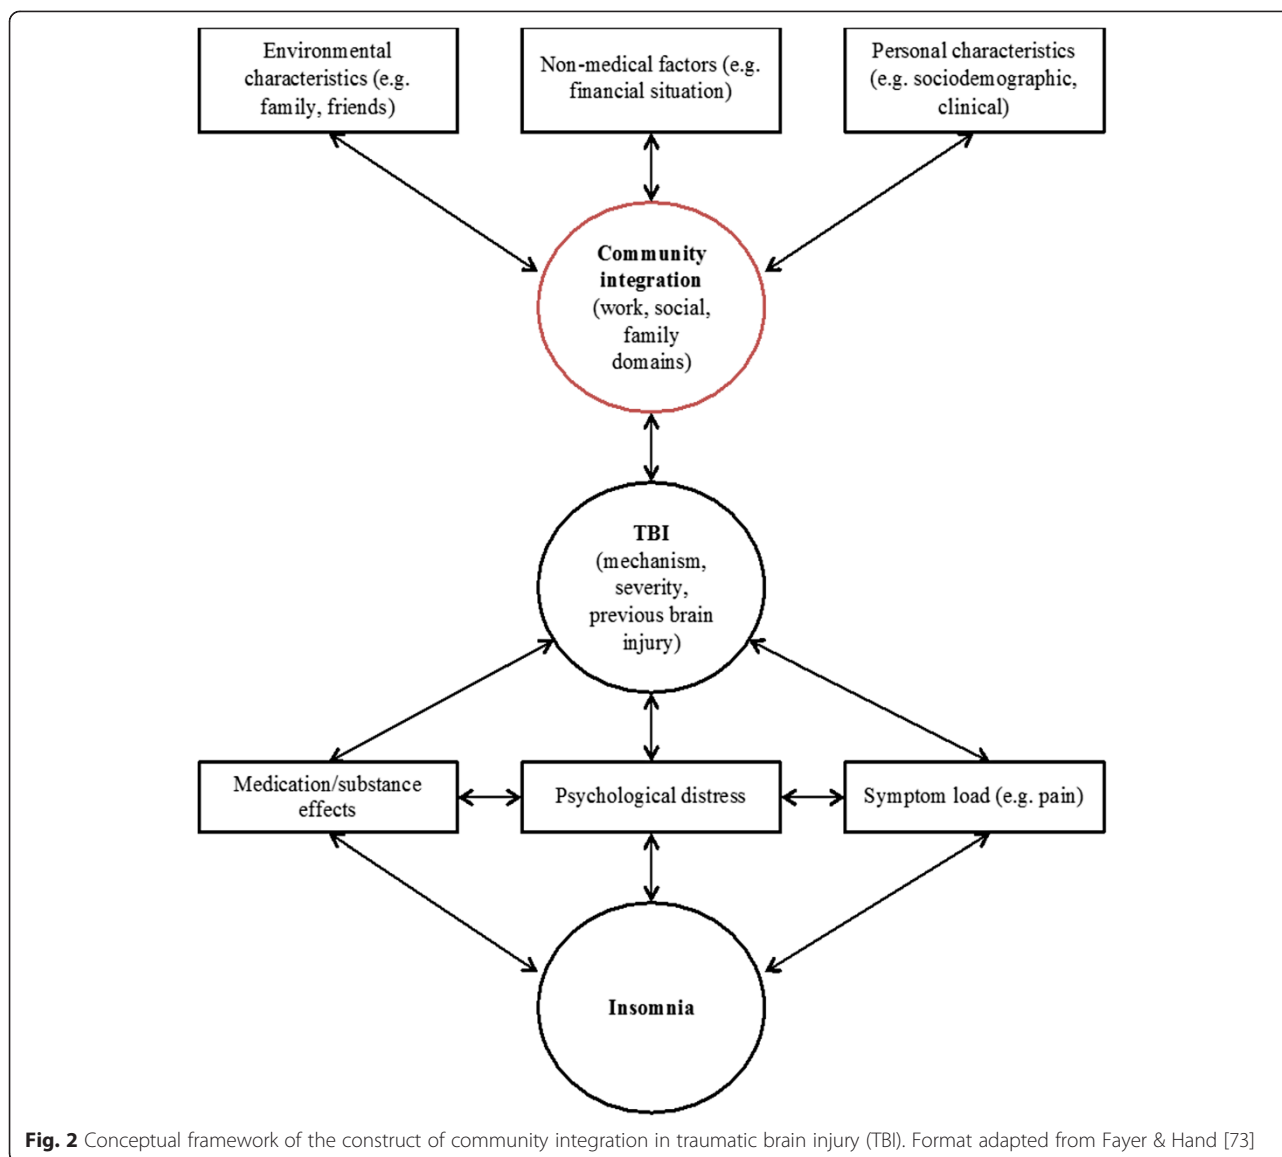 Environmental
characteristics (e.g.
family, friends)
Non-medical factors (e.g.
financial situation)
Personal characteristics
(e.g. sociodemographic,
clinical)
Community
integration
(work, social,
family
domains)
TBI
(mechanism,
severity,
previous brain
injury)
Medication/substance
effects
Psychological distress
Symptom load (e.g. pain)
Insomnia
Fig. 2 Conceptual framework of the construct of community integration in traumatic brain injury (TBI). Format adapted from Fayer & Hand [73]